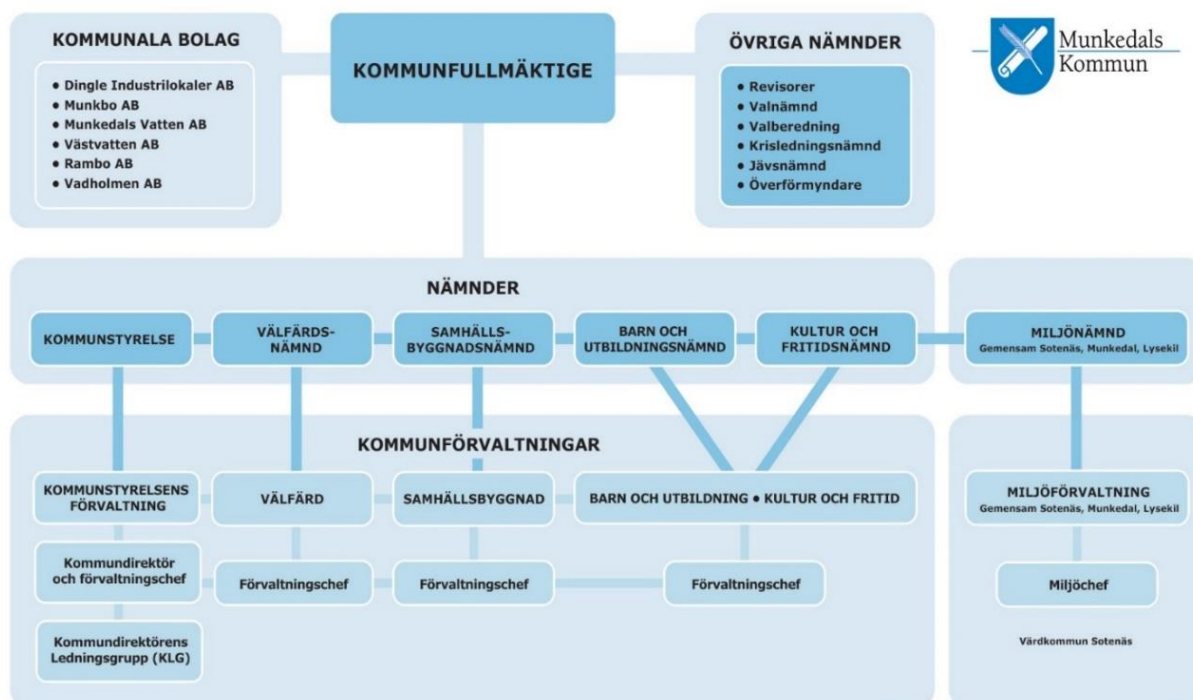 KOMMUNALA BOLAG
• Dingle Industrilokaler AB
• Munkbo AB
• Munkedals Vatten AB
• Västvatten AB
• Rambo AB
• Vadholmen AB
KOMMUNFULLMÄKTIGE
ÖVRIGA NÄMNDER
• Revisorer
• Valnämnd
• Valberedning
• Krisledningsnämnd
• Jävsnämnd
• Överförmyndare
Munkedals
Kommun
NÄMNDER
KOMMUNSTYRELSE
VÄLFÄRDS-
NÄMND
SAMHÄLLS-
BYGGNADSNÄMND
BARN OCH
UTBILDNINGSNÄMND
KULTUR OCH
FRITIDSNÄMND
MILJÖNÄMND
Gemensam Sotenäs, Munkedal, Lysekil
KOMMUNFÖRVALTNINGAR
KOMMUNSTYRELSENS
FÖRVALTNING
VÄLFÄRD
SAMHÄLLSBYGGNAD
BARN OCH UTBILDNING • KULTUR OCH FRITID
MILJÖFÖRVALTNING
Gemensam Sotenäs, Munkedal, Lysekil
Kommundirektör
och förvaltningschef
Förvaltningschef
Förvaltningschef
Förvaltningschef
Miljöchef
Kommundirektörens
Ledningsgrupp (KLG)
Värdkommun Sotenäs